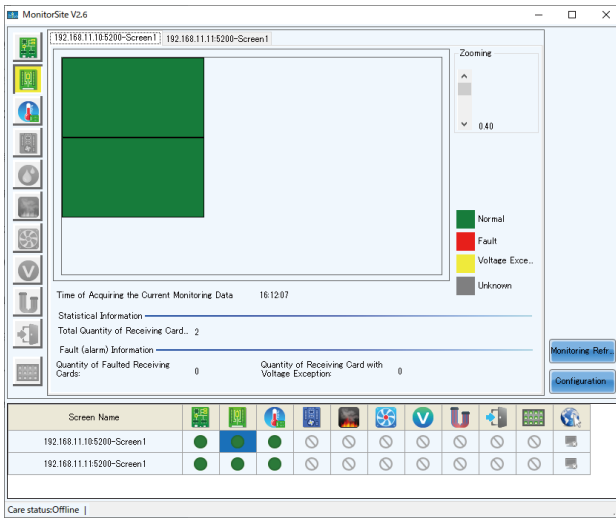 MonitorSite V2.6
192.168.11.10:5200-Screen1 192.168.11.11:5200-Screen1
Zooming
0.40
Normal
Fault
Voltage Exce..
Unknown
Time of Acquiring the Current Monitoring Data 16:12:07
Statistical Information
Total Quantity of Receiving Card.. 2
Fault (alarm) Information
Quantity of Faulted Receiving Cards: 0 Quantity of Receiving Card with Voltage Exception: 0
Monitoring Refr..
Configuration
Screen Name
192.168.11.10:5200-Screen1
192.168.11.11:5200-Screen1
Care status:Offline |